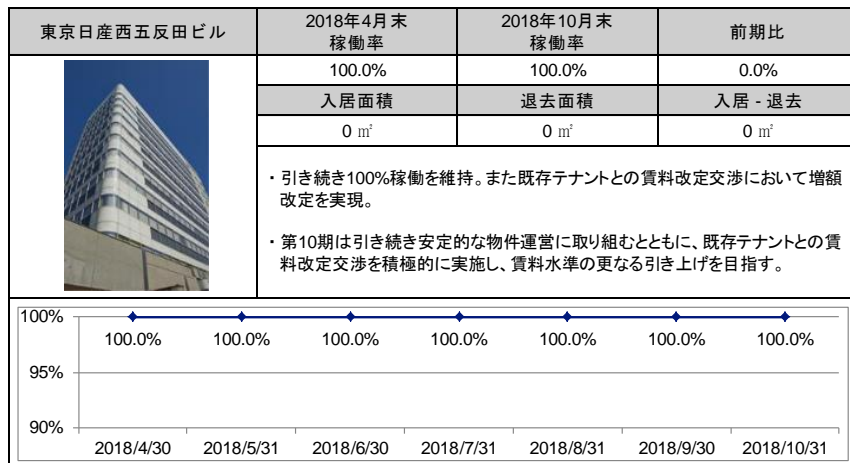 東京日産西五反田ビル
2018年4月末
稼働率
2018年10月末
稼働率
前期比
100.0%
100.0%
0.0%
入居面積
退去面積
入居 - 退去
0 ㎡
0 ㎡
0 ㎡
・引き続き100%稼働を維持。また既存テナントとの賃料改定交渉において増額
改定を実現。
・第10期は引き続き安定的な物件運営に取り組むとともに、既存テナントとの賃
料改定交渉を積極的に実施し、賃料水準の更なる引き上げを目指す。
100%
100.0%
100.0%
100.0%
100.0%
100.0%
100.0%
100.0%
95%
90%
2018/4/30
2018/5/31
2018/6/30
2018/7/31
2018/8/31
2018/9/30
2018/10/31